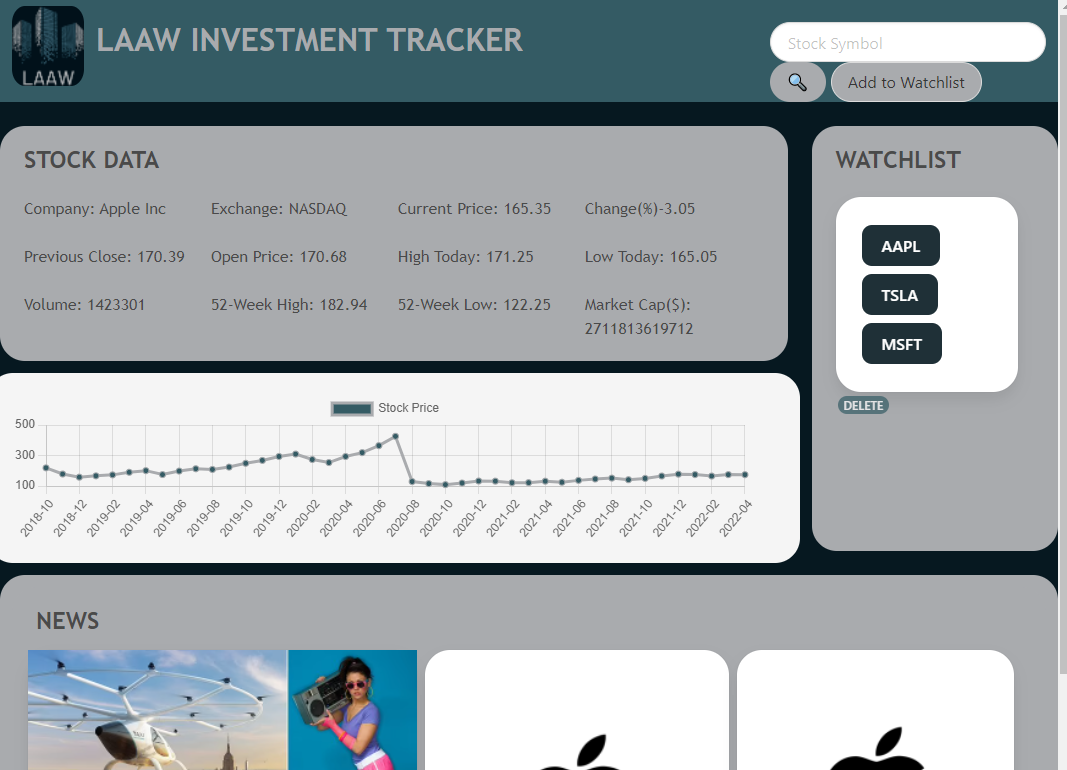 LAAW
LAAW INVESTMENT TRACKER
Stock Symbol
Add to Watchlist
STOCK DATA
Company: Apple Inc
Exchange: NASDAQ
Current Price: 165.35
Change(%)-3.05
Previous Close: 170.39
Open Price: 170.68
High Today: 171.25
Low Today: 165.05
Volume: 1423301
52-Week High: 182.94
52-Week Low: 122.25
Market Cap($):
2711813619712
WATCHLIST
AAPL
TSLA
MSFT
DELETE
Stock Price
500
300
100
2018-10
2018-12
2019-02
2019-04
2019-06
2019-08
2019-10
2019-12
2020-02
2020-04
2020-06
2020-08
2020-10
2020-12
2021-02
2021-04
2021-06
2021-08
2021-10
2021-12
2022-02
2022-04
NEWS